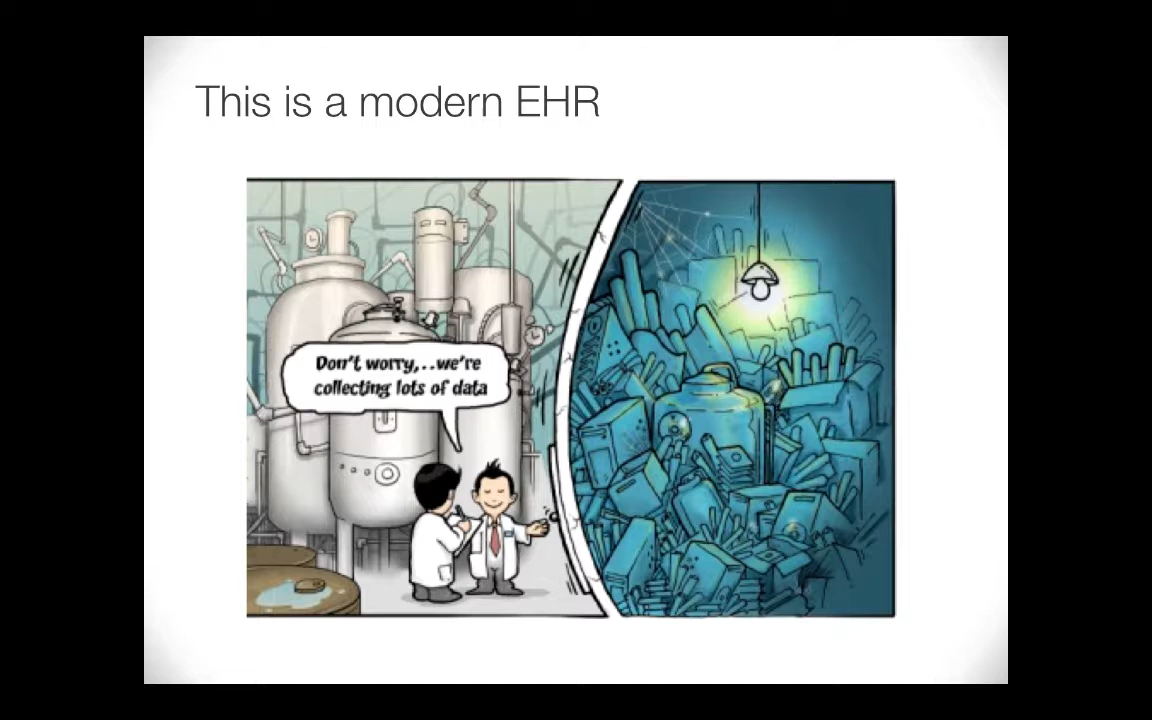 This is a modern EHR
Don't worry,..we're
collecting lots of data